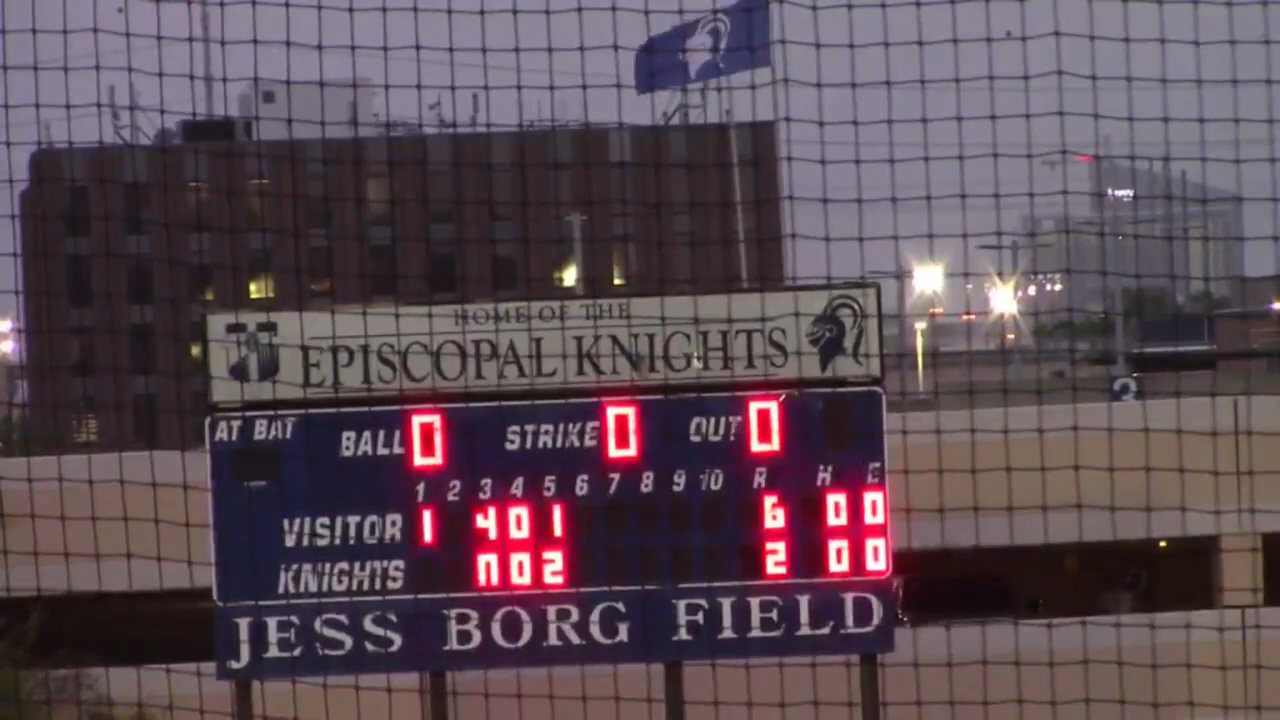 HOME OF THE
EPISCOPAL KNIGHTS
AT BAT BALL 0 STRIKE 0 OUT 0
1 2 3 4 5 6 7 8 9 10 R H E
VISITOR 1 4 0 1 6 0 0
KNIGHTS 0 2 2 0 0
JESS BORG FIELD
3